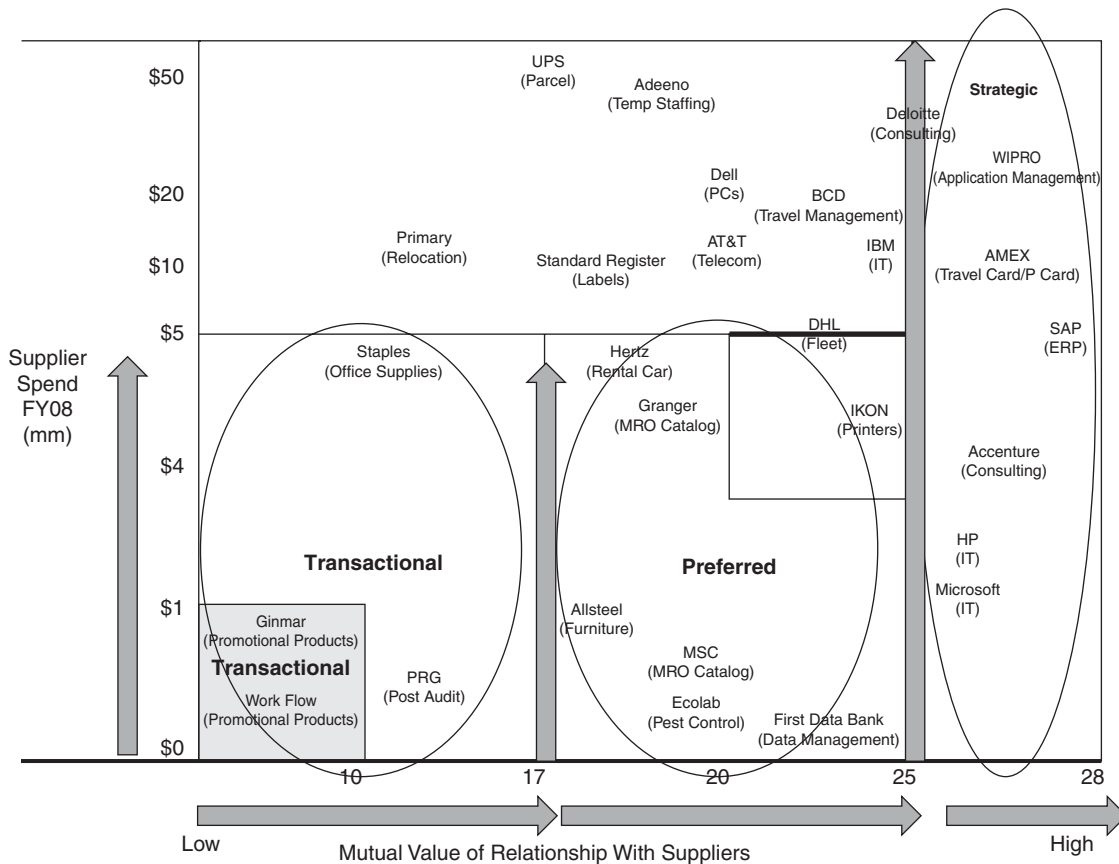 $50
UPS
(Parcel)
Adeeno
(Temp Staffing)
Strategic
Deloitte
(Consulting)
WIPRO
(Application Management)
$20
Dell
(PCs)
BCD
(Travel Management)
Primary
(Relocation)
$10
Standard Register
(Labels)
AT&T
(Telecom)
IBM
(IT)
AMEX
(Travel Card/P Card)
$5
DHL
(Fleet)
SAP
(ERP)
Supplier
Spend
FY08
(mm)
Staples
(Office Supplies)
Hertz
(Rental Car)
Granger
(MRO Catalog)
IKON
(Printers)
$4
Accenture
(Consulting)
HP
(IT)
Transactional
Preferred
Microsoft
(IT)
$1
Ginmar
(Promotional Products)
Transactional
Work Flow
(Promotional Products)
PRG
(Post Audit)
Allsteel
(Furniture)
MSC
(MRO Catalog)
Ecolab
(Pest Control)
First Data Bank
(Data Management)
$0
10
17
20
25
28
Low
Mutual Value of Relationship With Suppliers
High